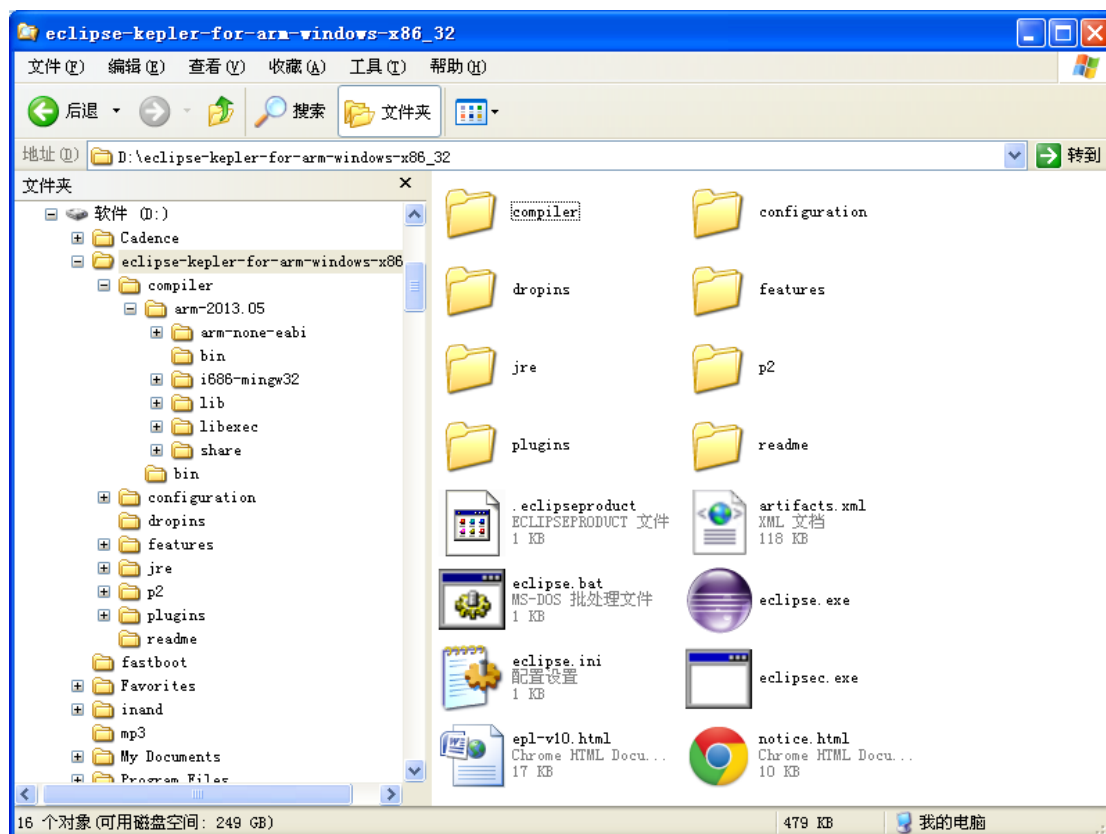 eclipse-kepler-for-arm-windows-x86_32
文件(F) 编辑(E) 查看(V) 收藏(A) 工具(T) 帮助(H)
后退 搜索 文件夹
地址(D) D:\eclipse-kepler-for-arm-windows-x86_32 转到
文件夹
软件 (D:)
Cadence
eclipse-kepler-for-arm-windows-x86
compiler
arm-2013.05
arm-none-eabi
bin
i686-mingw32
lib
libexec
share
bin
configuration
dropins
features
jre
p2
plugins
readme
fastboot
Favorites
inand
mp3
My Documents
Program Files
compiler
configuration
dropins
features
jre
p2
plugins
readme
.eclipseproduct
ECLIPSEPRODUCT 文件
1 KB
artifacts.xml
XML 文档
118 KB
eclipse.bat
MS-DOS 批处理文件
1 KB
eclipse.exe
eclipse.ini
配置设置
1 KB
eclipsec.exe
epl-v10.html
Chrome HTML Docu...
17 KB
notice.html
Chrome HTML Docu...
10 KB
16 个对象(可用磁盘空间: 249 GB) 479 KB 我的电脑